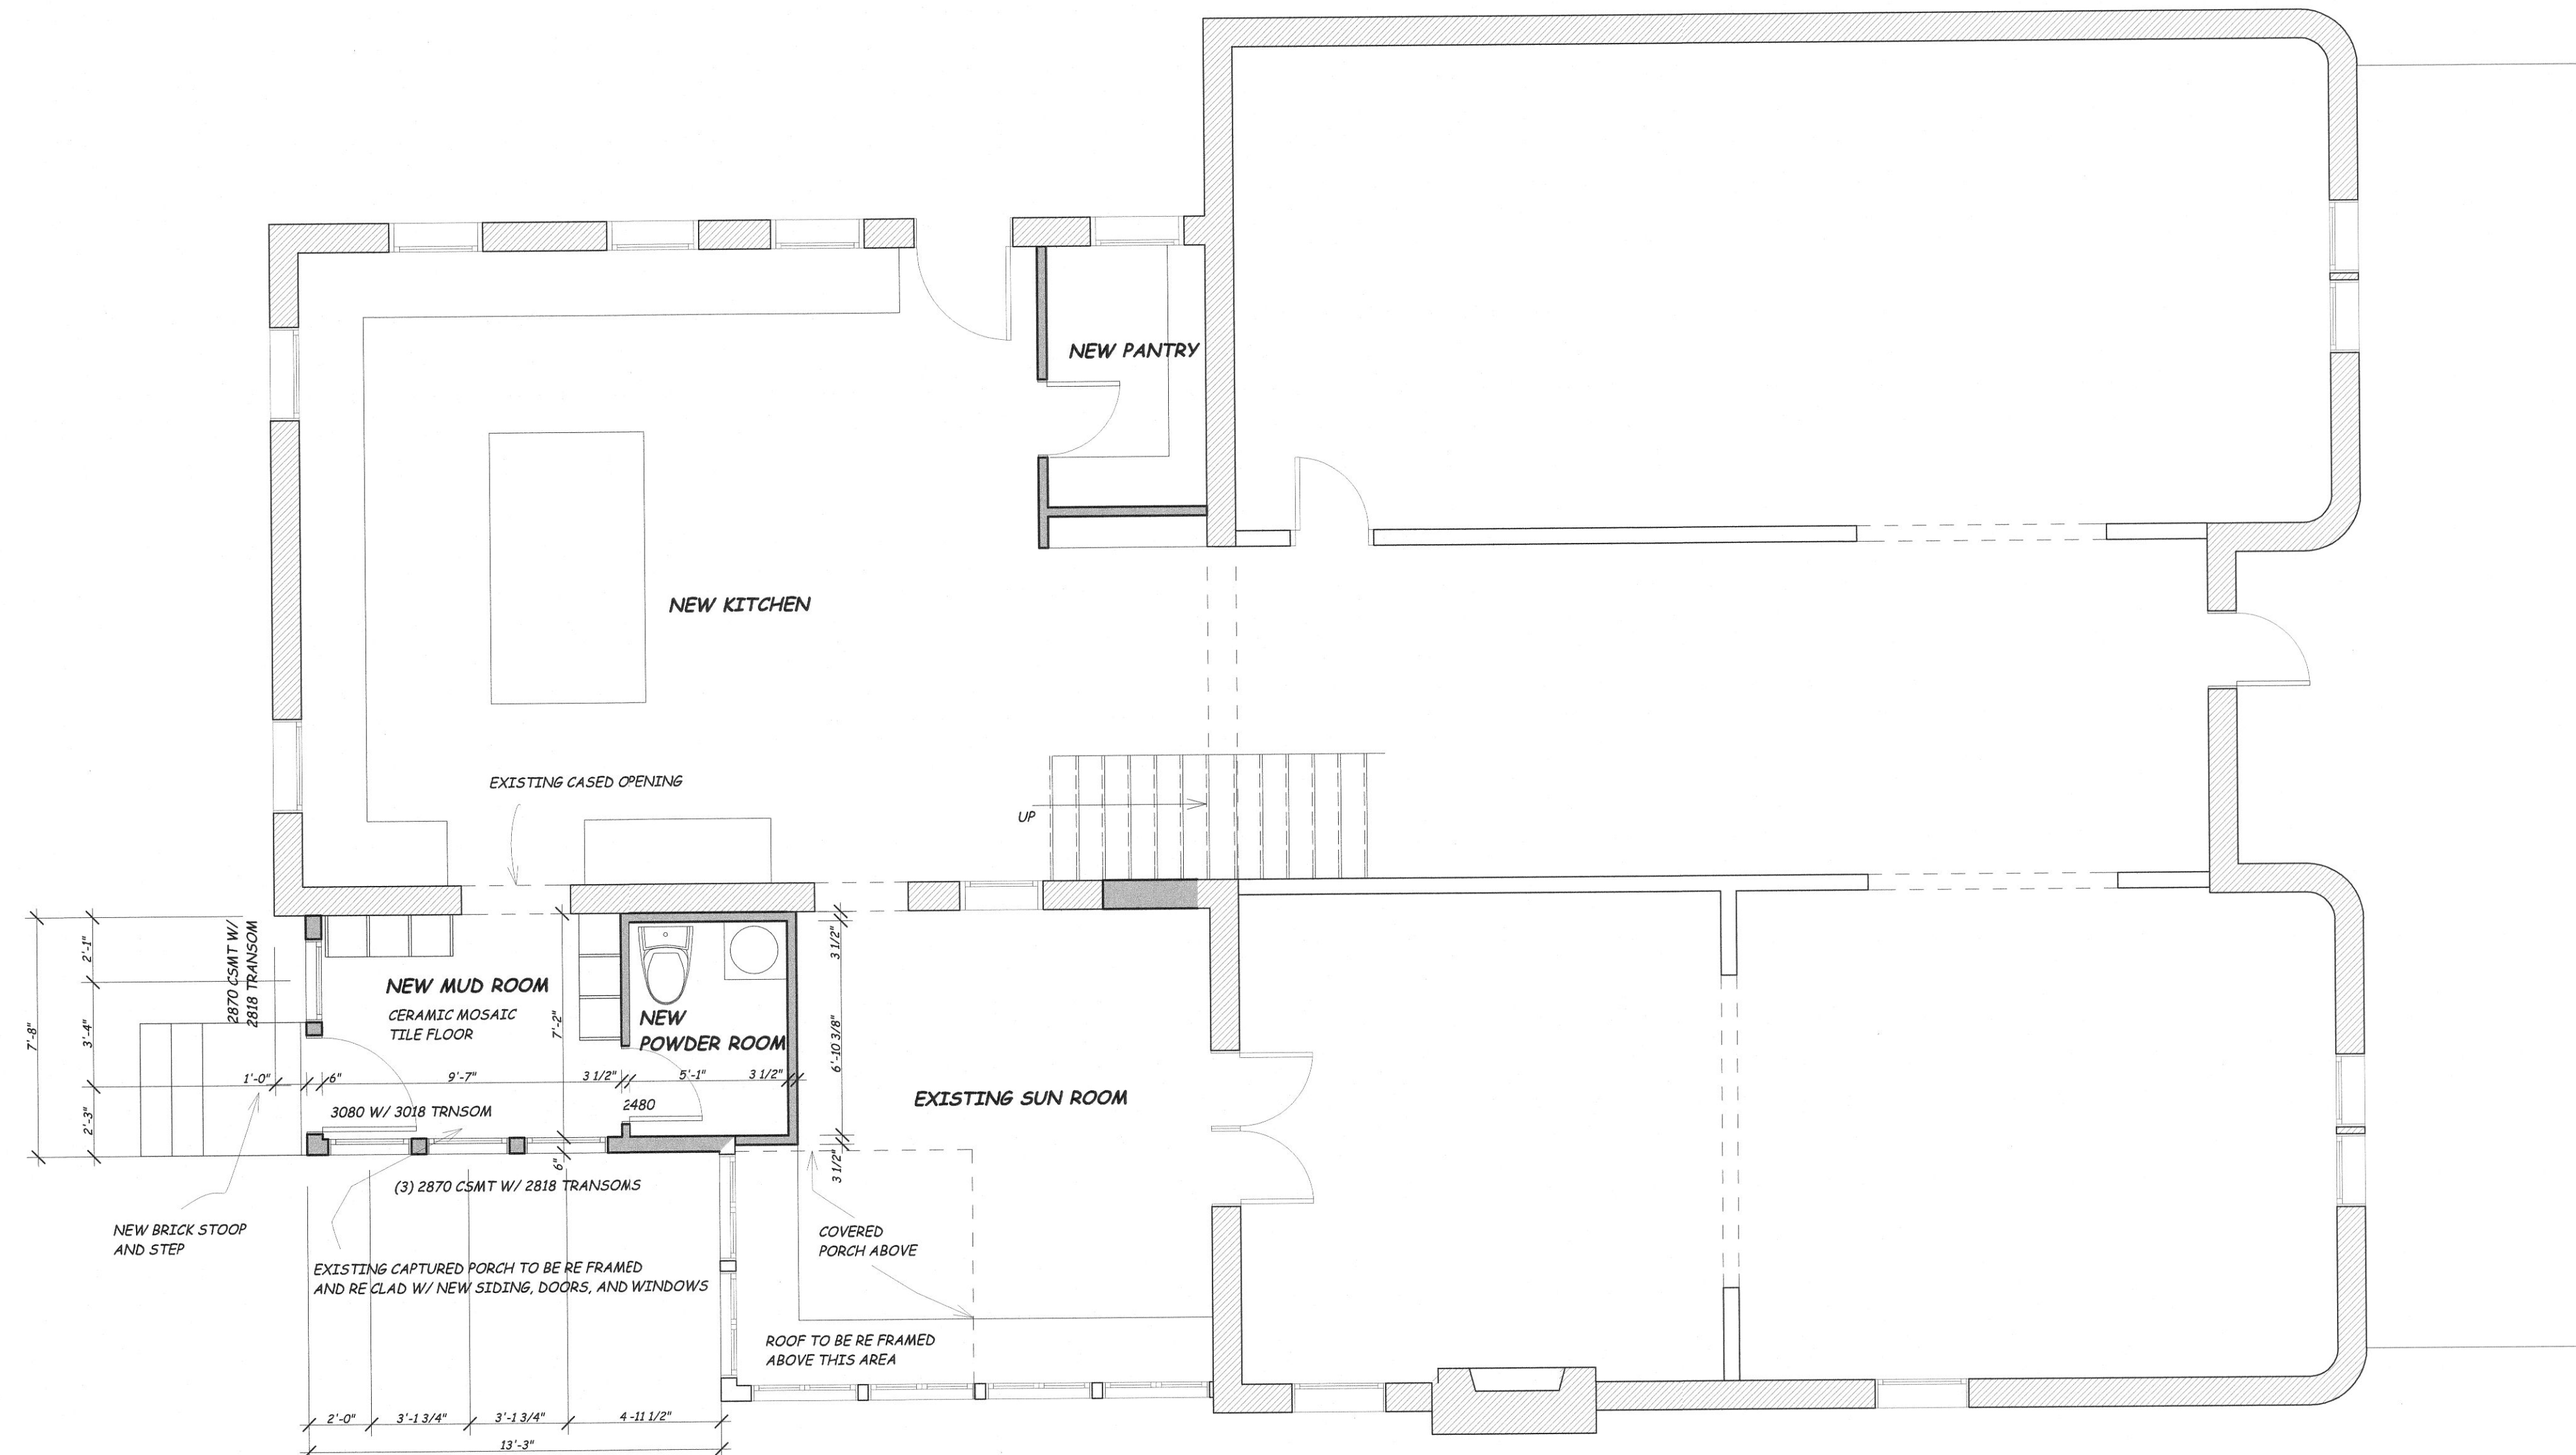 NEW PANTRY
NEW KITCHEN
EXISTING CASED OPENING
UP
2870 CSMT W/
2818 TRANSOM
7'-8"
2'-1"
3'-4"
2'-3"
NEW MUD ROOM
CERAMIC MOSAIC
TILE FLOOR
7'-2"
NEW
POWDER ROOM
3 1/2"
6'-10 3/8"
3 1/2"
1'-0"
6"
9'-7"
3 1/2"
5'-1"
3 1/2"
3080 W/ 3018 TRNSOM
2480
EXISTING SUN ROOM
6"
(3) 2870 CSMT W/ 2818 TRANSOMS
NEW BRICK STOOP
AND STEP
COVERED
PORCH ABOVE
EXISTING CAPTURED PORCH TO BE RE FRAMED
AND RE CLAD W/ NEW SIDING, DOORS, AND WINDOWS
ROOF TO BE RE FRAMED
ABOVE THIS AREA
2'-0"
3'-1 3/4"
3'-1 3/4"
4 -11 1/2"
13'-3"